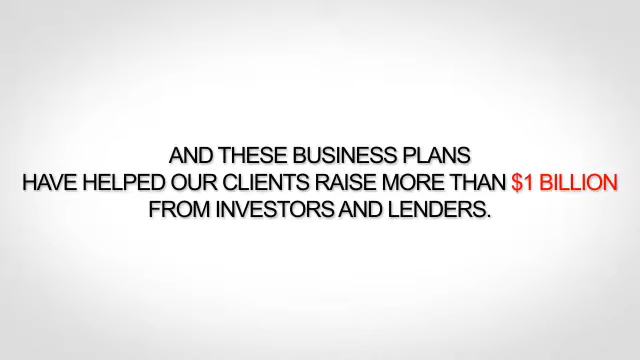 AND THESE BUSINESS PLANS
HAVE HELPED OUR CLIENTS RAISE MORE THAN $1 BILLION
FROM INVESTORS AND LENDERS.